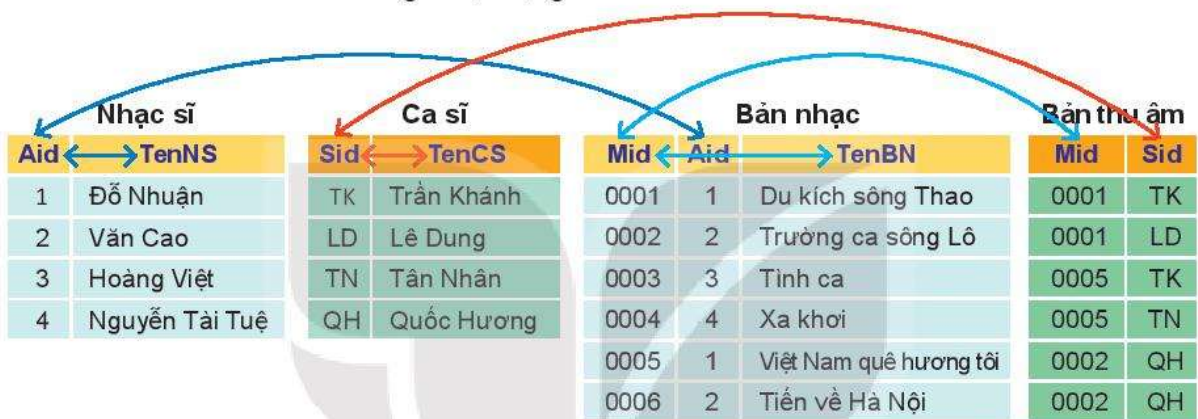 Nhạc sĩ Ca sĩ Bản nhạc Bản thu âm
Aid TenNS Sid TenCS Mid Aid TenBN Mid Sid
1 Đỗ Nhuận TK Trần Khánh 0001 1 Du kích sông Thao 0001 TK
2 Văn Cao LD Lê Dung 0002 2 Trường ca sông Lô 0001 LD
3 Hoàng Việt TN Tân Nhân 0003 3 Tình ca 0005 TK
4 Nguyễn Tài Tuệ QH Quốc Hương 0004 4 Xa khơi 0005 TN
0005 1 Việt Nam quê hương tôi 0002 QH
0006 2 Tiến về Hà Nội 0002 QH